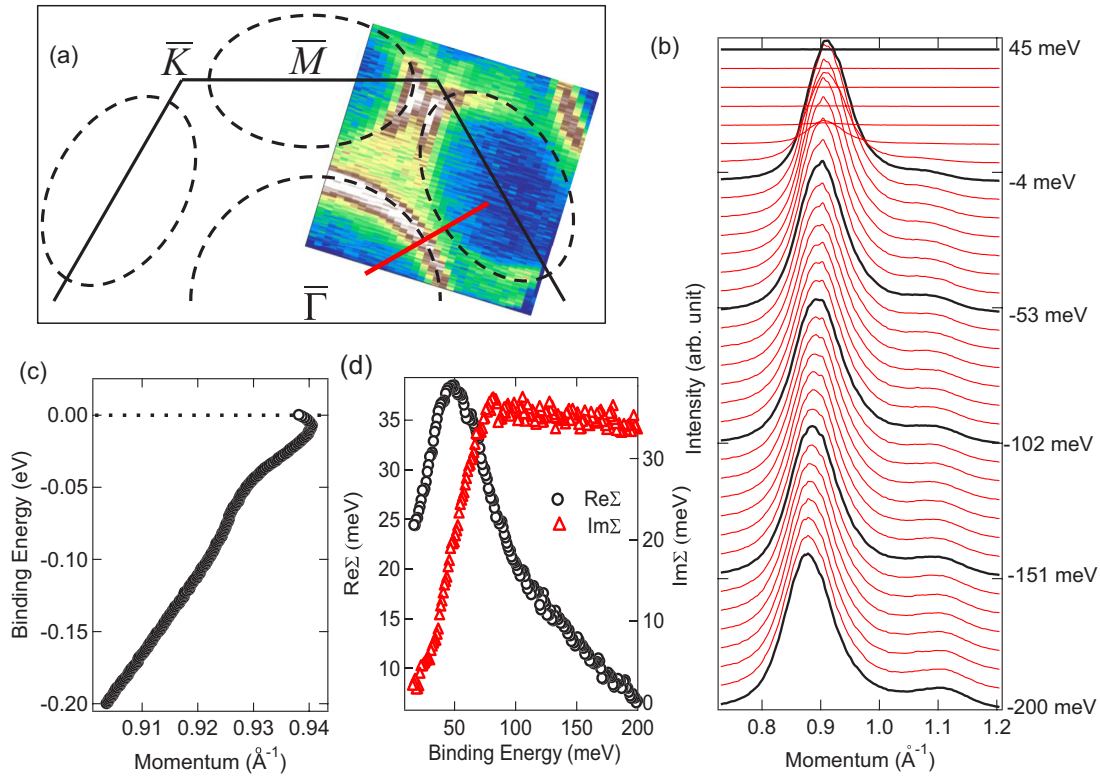 (a)
K̅
M̅
Γ̅
(b)
45 meV
-4 meV
-53 meV
-102 meV
-151 meV
-200 meV
Intensity (arb. unit)
0.8
0.9
1.0
1.1
1.2
Momentum (Å⁻¹)
(c)
0.00
-0.05
-0.10
-0.15
-0.20
Binding Energy (eV)
0.91
0.92
0.93
0.94
Momentum (Å⁻¹)
(d)
35
30
25
20
15
10
ReΣ (meV)
ReΣ
ImΣ
30
20
10
0
ImΣ (meV)
50
100
150
200
Binding Energy (meV)